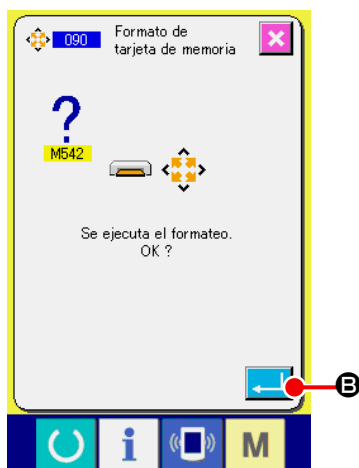 090
Formato de
tarjeta de memoria
?
M542
Se ejecuta el formateo.
OK ?
B
i
M